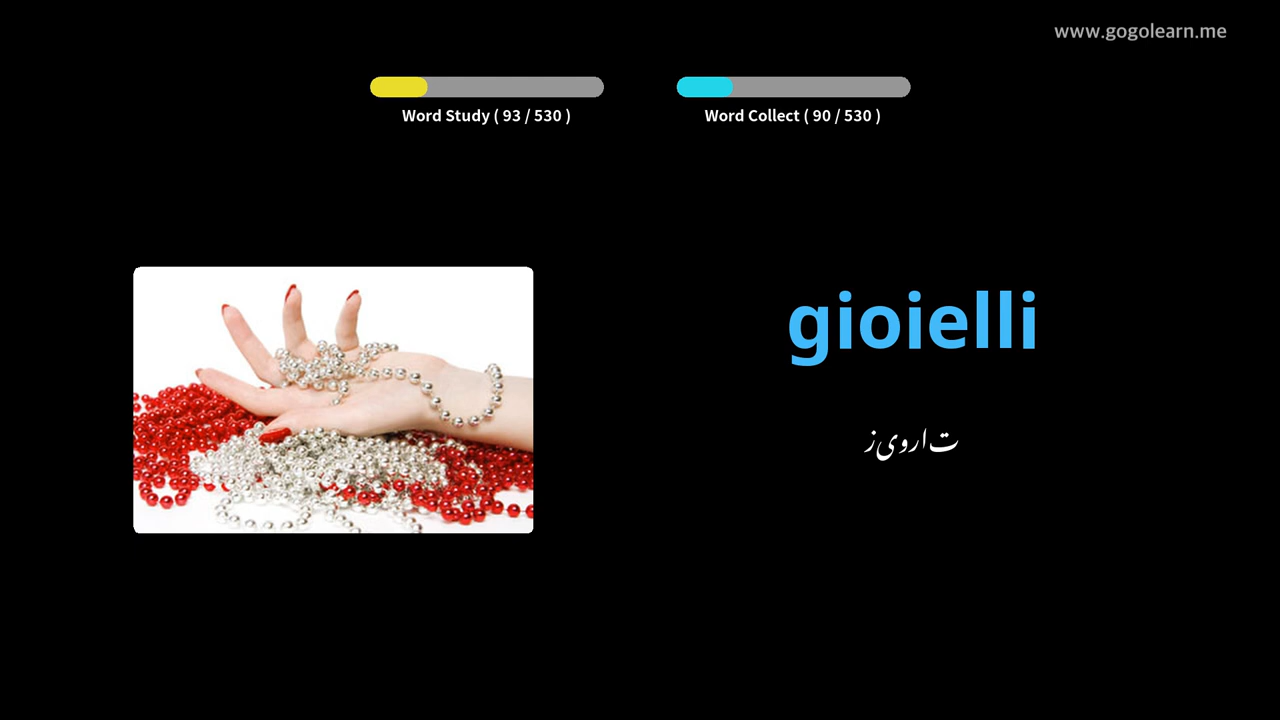 www.gogolearn.me
Word Study ( 93 / 530 )
Word Collect ( 90 / 530 )
gioielli
ت‌اروی‌ز